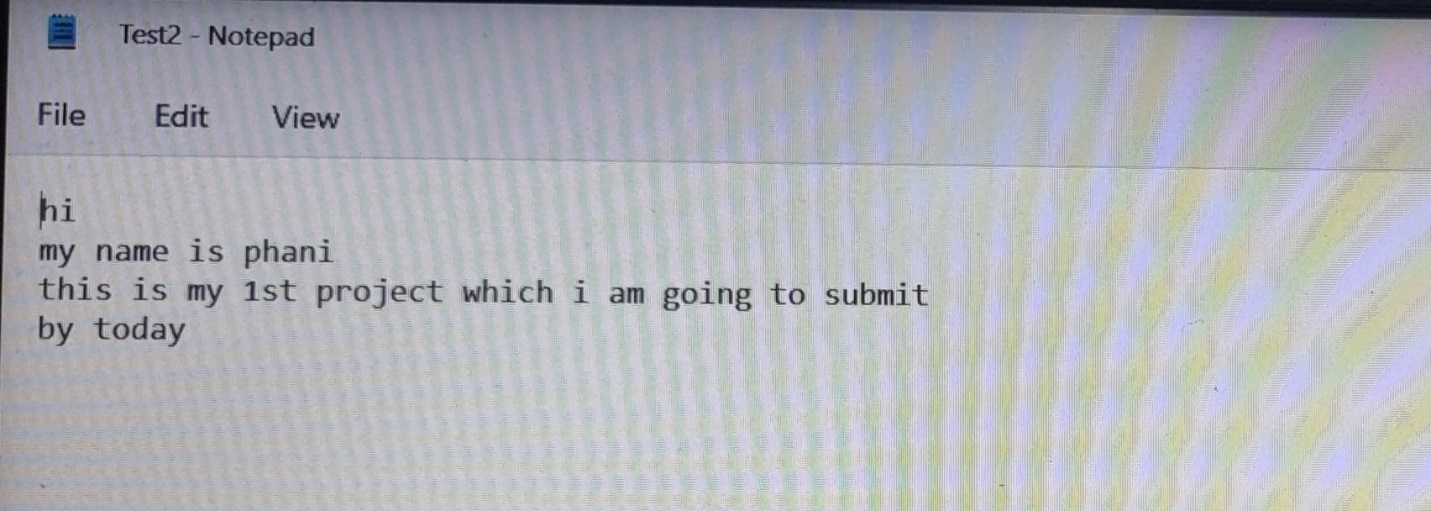 Test2 - Notepad
File Edit View
hi
my name is phani
this is my 1st project which i am going to submit
by today